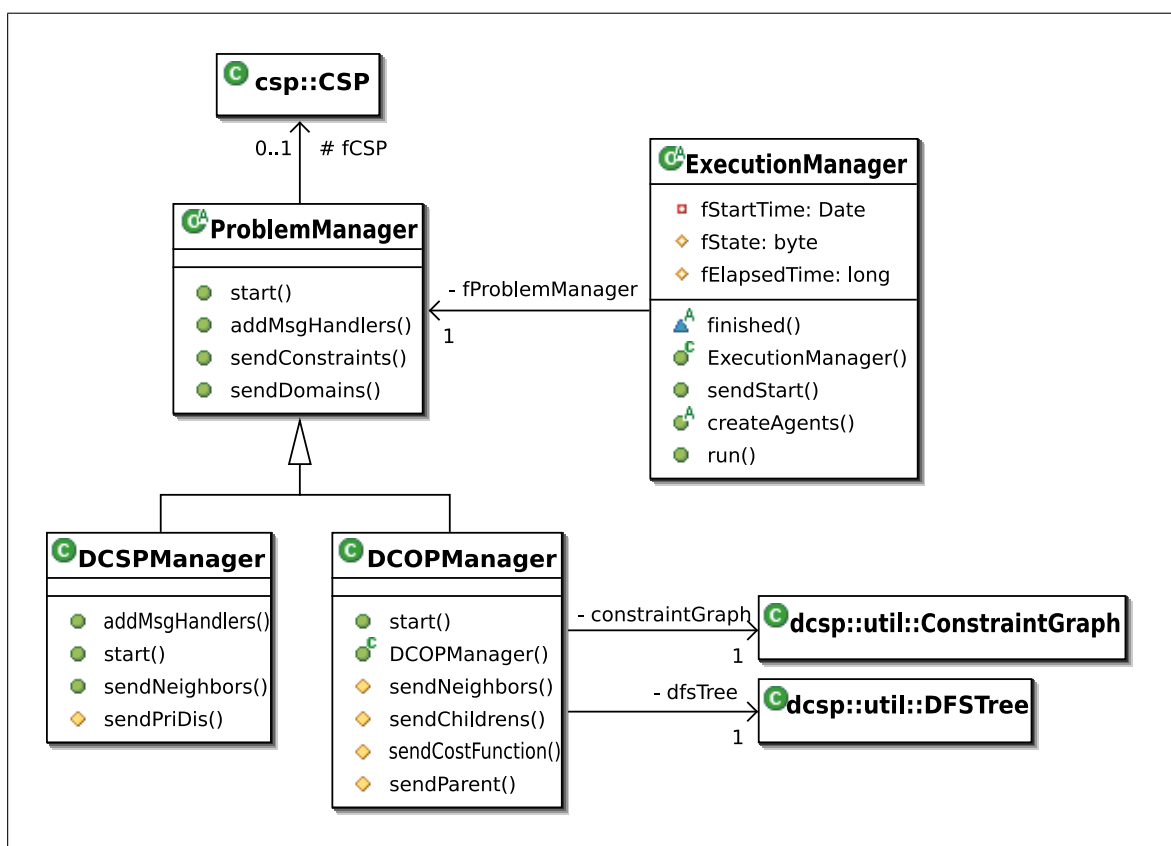 C csp::CSP
0..1 # fCSP
C A ProblemManager
start()
addMsgHandlers()
sendConstraints()
sendDomains()
- fProblemManager
1
C A ExecutionManager
fStartTime: Date
fState: byte
fElapsedTime: long
A finished()
C ExecutionManager()
sendStart()
A createAgents()
run()
C DCSPManager
addMsgHandlers()
start()
sendNeighbors()
sendPriDis()
C DCOPManager
start()
C DCOPManager()
sendNeighbors()
sendChildrens()
sendCostFunction()
sendParent()
- constraintGraph
1
C dcsp::util::ConstraintGraph
- dfsTree
1
C dcsp::util::DFSTree